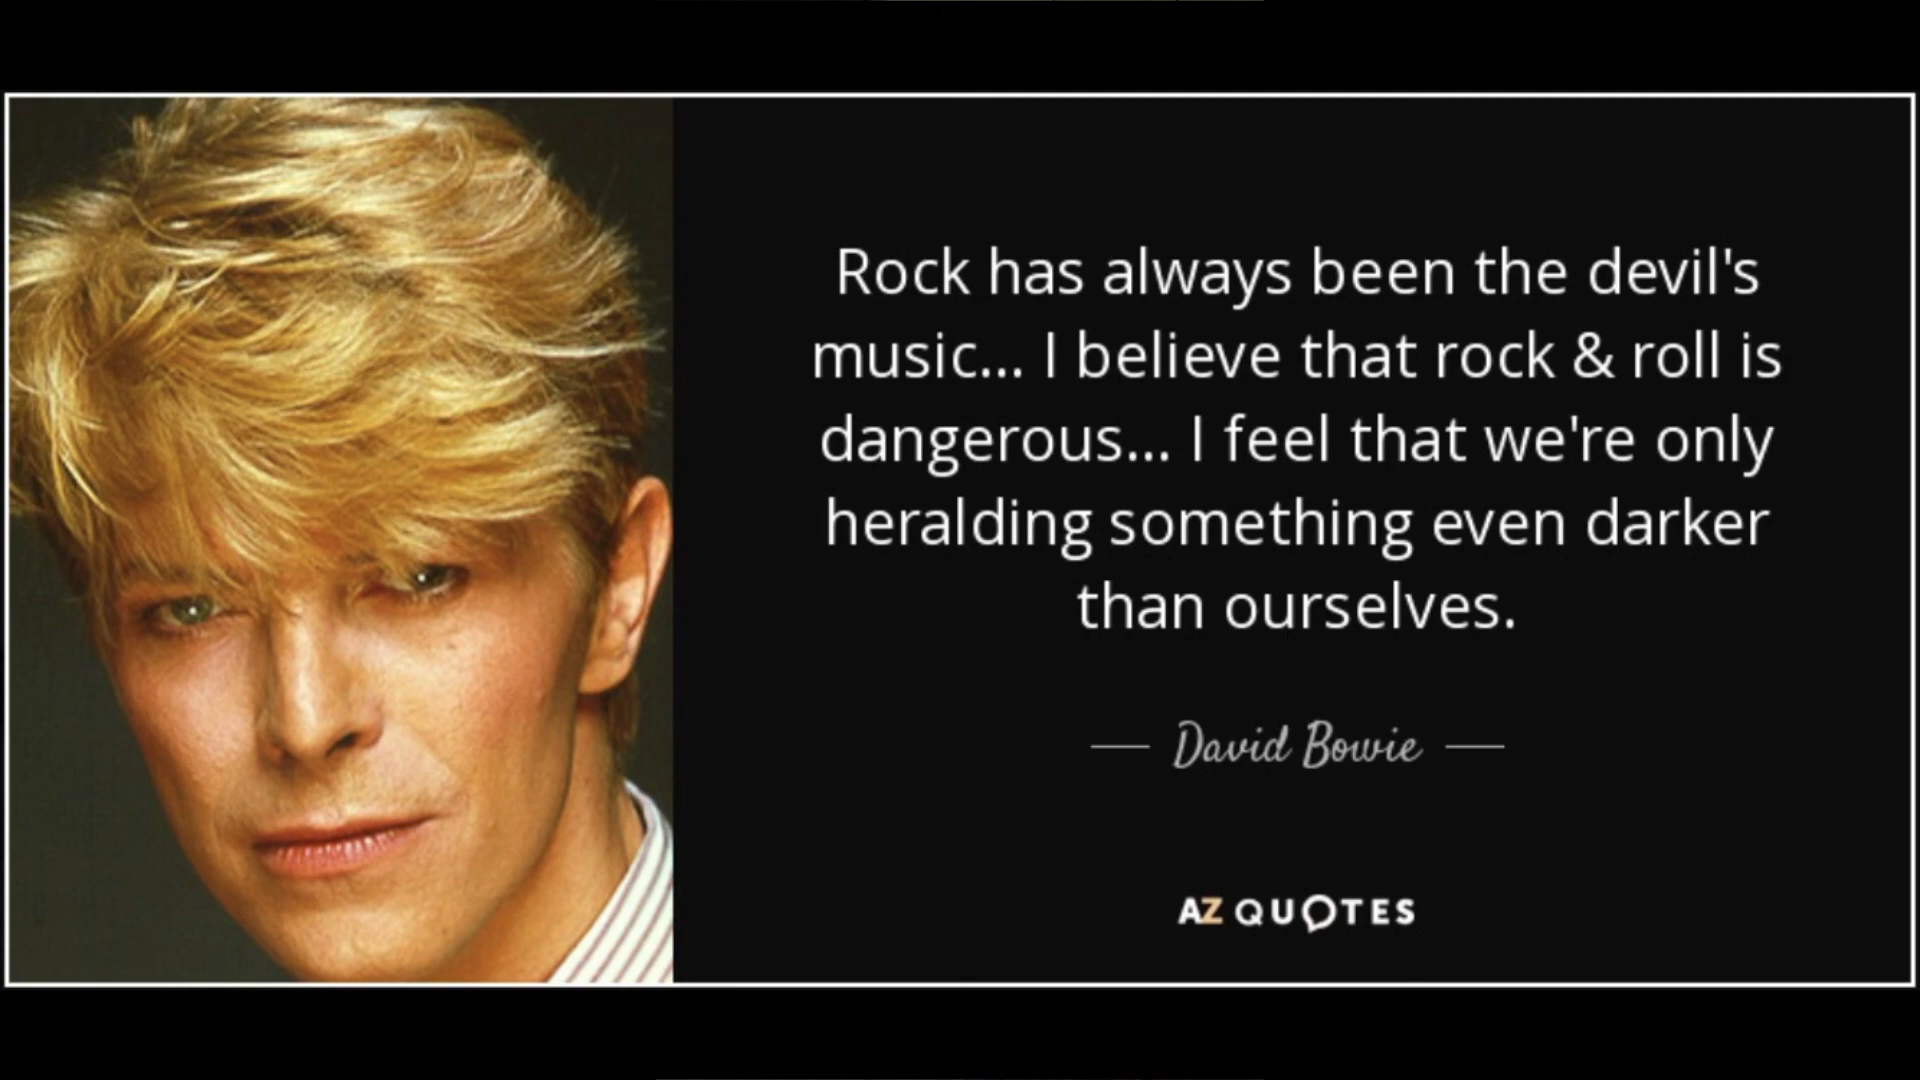 Rock has always been the devil's
music... I believe that rock & roll is
dangerous... I feel that we're only
heralding something even darker
than ourselves.
David Bowie
AZ QUOTES